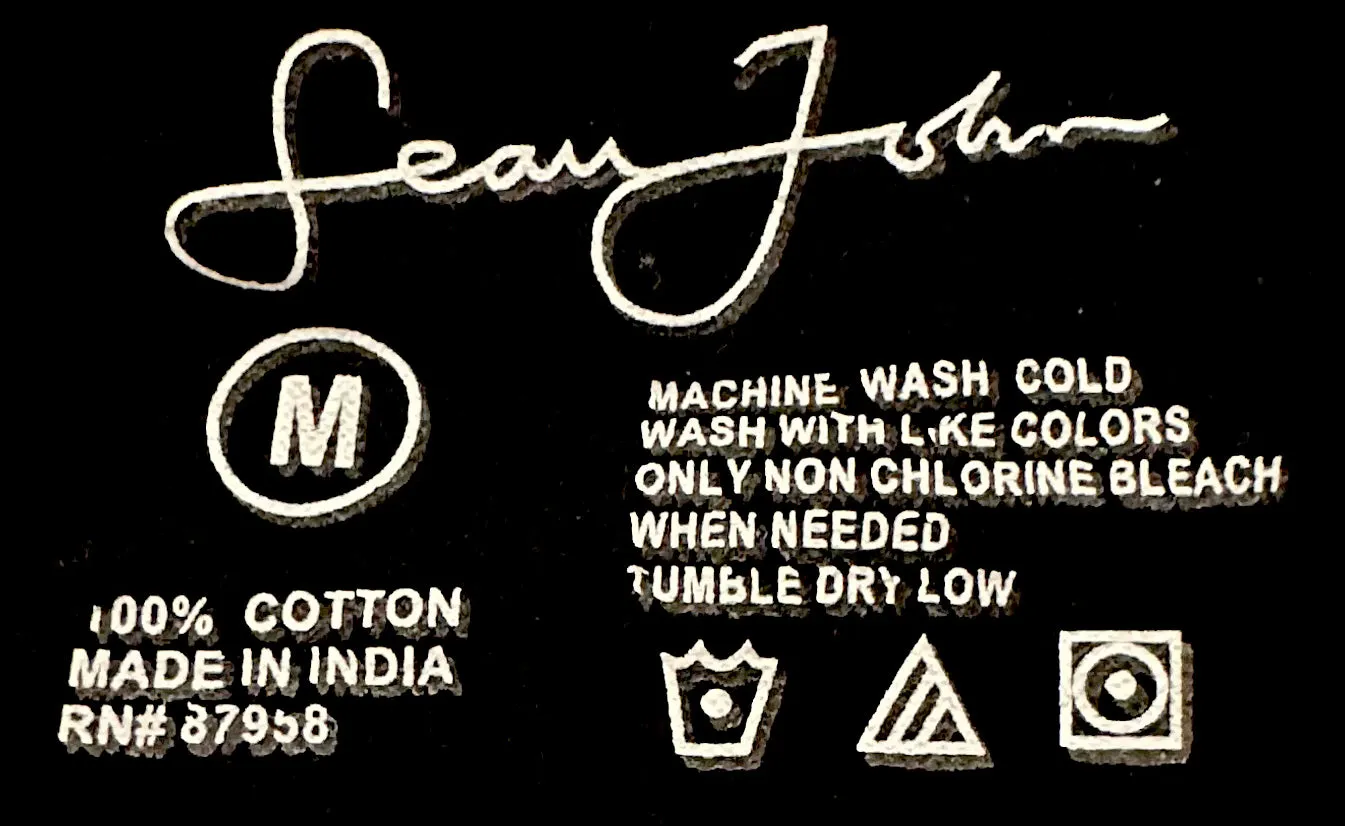 Sean John
M
100% COTTON
MADE IN INDIA
RN# 87958
MACHINE WASH COLD
WASH WITH LIKE COLORS
ONLY NON CHLORINE BLEACH
WHEN NEEDED
TUMBLE DRY LOW